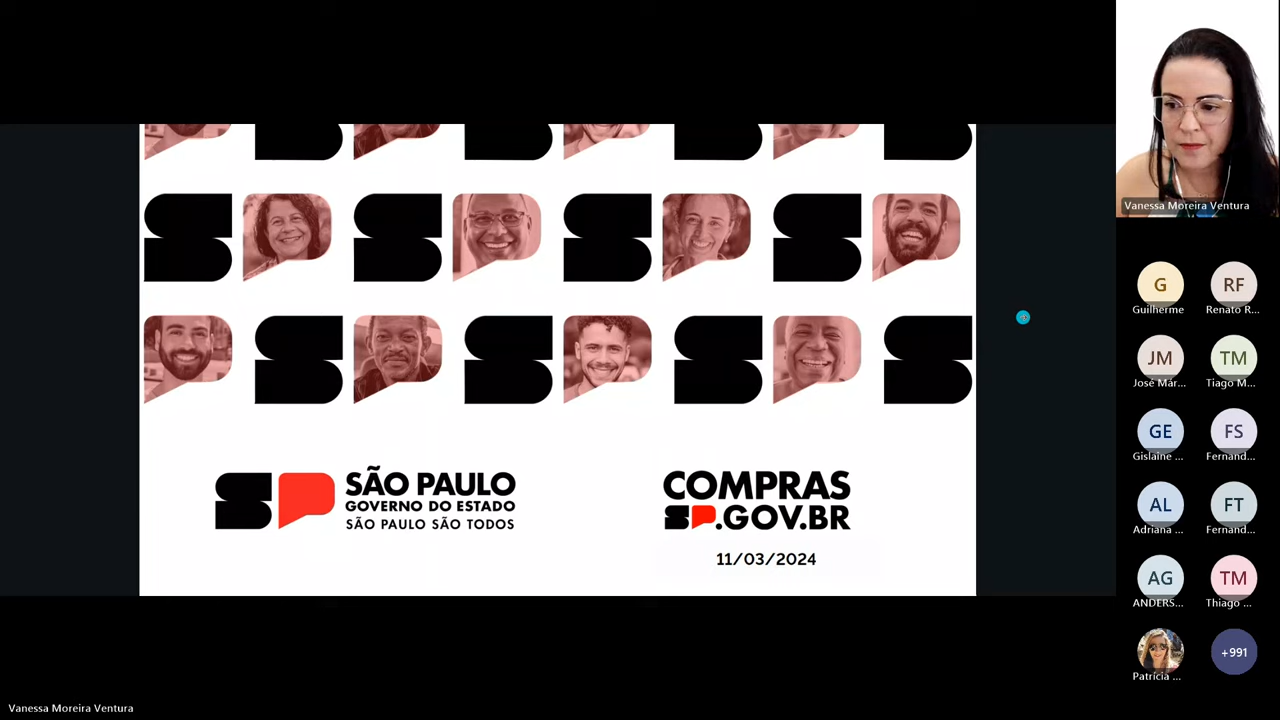 SÃO PAULO
GOVERNO DO ESTADO
SÃO PAULO SÃO TODOS
COMPRAS
SP.GOV.BR
11/03/2024
Vanessa Moreira Ventura
G
Guilherme
RF
Renato R...
JM
José Már...
TM
Tiago M...
GE
Gislaine ...
FS
Fernand...
AL
Adriana ...
FT
Fernand...
AG
ANDERS...
TM
Thiago ...
Patrícia ...
+991
Vanessa Moreira Ventura